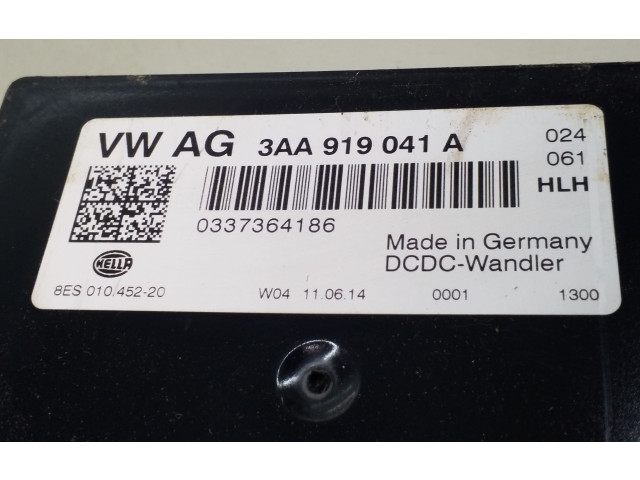 VW AG 3AA 919 041 A 024
061
HLH
0337364186
Made in Germany
DCDC-Wandler
HELLA
8ES 010.452-20 W04 11.06.14 0001 1300